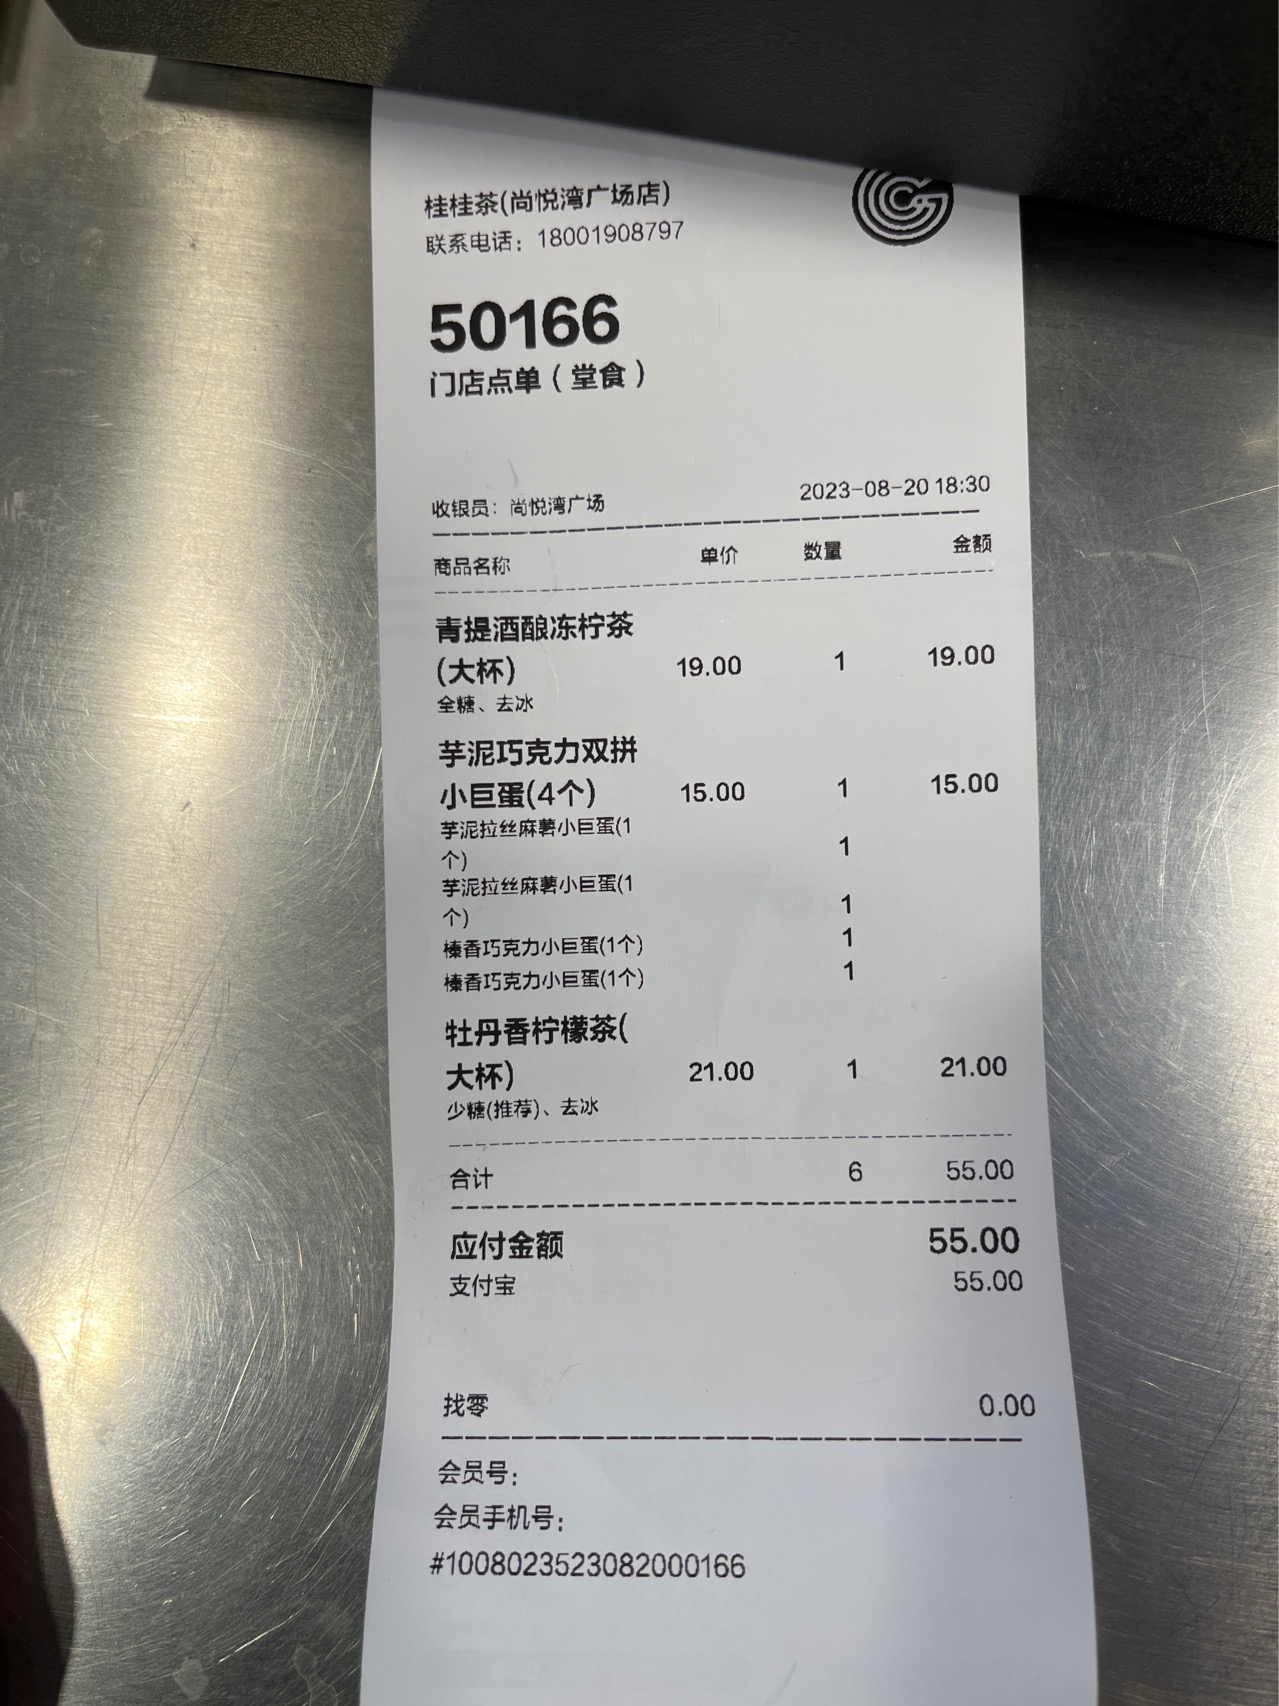 桂桂茶(尚悦湾广场店)
联系电话：18001908797
50166
门店点单（堂食）
收银员：尚悦湾广场 2023-08-20 18:30
商品名称 单价 数量 金额
青提酒酿冻柠茶
(大杯) 19.00 1 19.00
全糖、去冰
芋泥巧克力双拼
小巨蛋(4个) 15.00 1 15.00
芋泥拉丝麻薯小巨蛋(1
个) 1
芋泥拉丝麻薯小巨蛋(1
个) 1
榛香巧克力小巨蛋(1个) 1
榛香巧克力小巨蛋(1个) 1
牡丹香柠檬茶(
大杯) 21.00 1 21.00
少糖(推荐)、去冰
合计 6 55.00
应付金额 55.00
支付宝 55.00
找零 0.00
会员号：
会员手机号：
#1008023523082000166